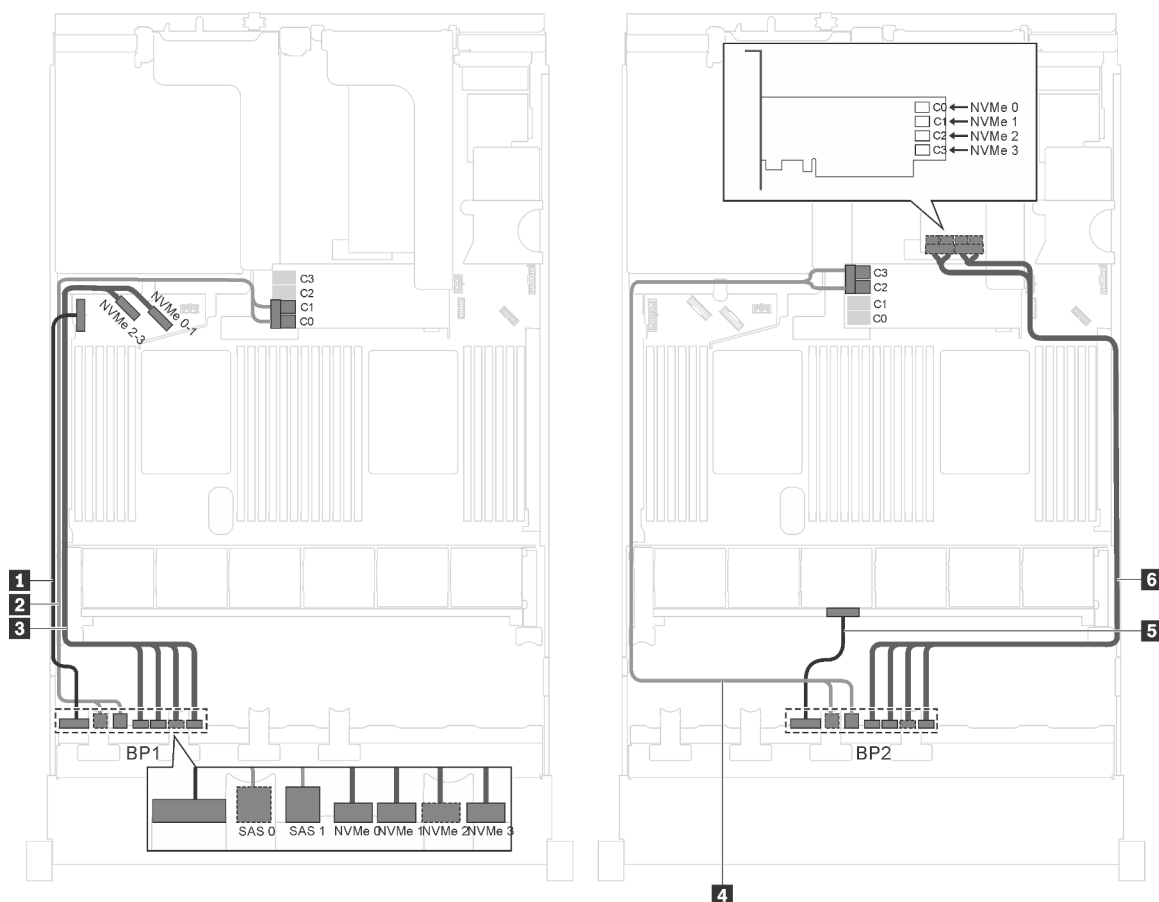 C0 NVMe 0
C1 NVMe 1
C2 NVMe 2
C3 NVMe 3
C3
C2
C1
C0
NVMe 0-1
NVMe 2-3
C3
C2
C1
C0
1
2
3
6
5
BP1
BP2
SAS 0 SAS 1 NVMe 0 NVMe 1 NVMe 2 NVMe 3
4